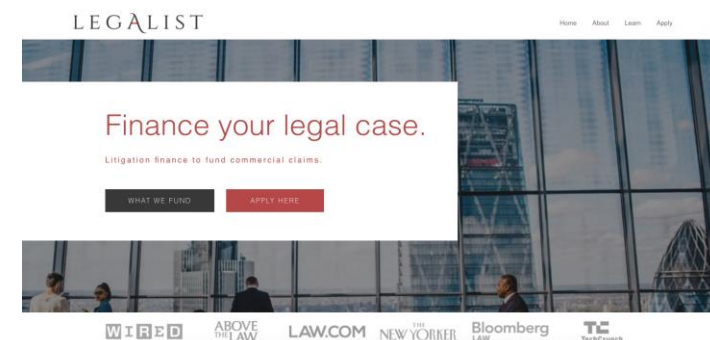 LEGALIST
Home About Learn Apply
Finance your legal case.
Litigation finance to fund commercial claims.
WHAT WE FUND APPLY HERE
WIRED ABOVE THE LAW LAW.COM THE NEW YORKER Bloomberg LAW TC TechCrunch